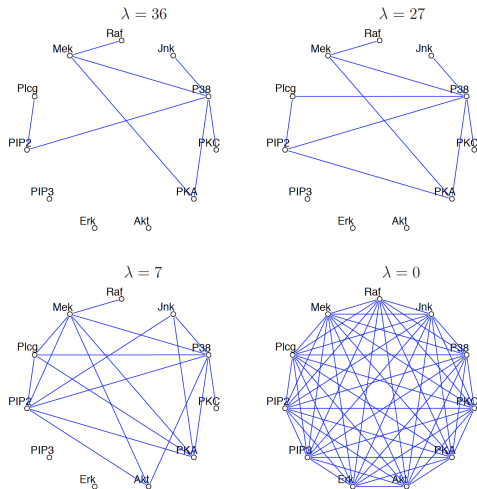 λ = 36
Raf
Mek
Jnk
Plcg
P38
PIP2
PKC
PIP3
PKA
Erk
Akt
λ = 27
Raf
Mek
Jnk
Plcg
P38
PIP2
PKC
PIP3
PKA
Erk
Akt
λ = 7
Raf
Mek
Jnk
Plcg
P38
PIP2
PKC
PIP3
PKA
Erk
Akt
λ = 0
Raf
Mek
Jnk
Plcg
P38
PIP2
PKC
PIP3
PKA
Erk
Akt